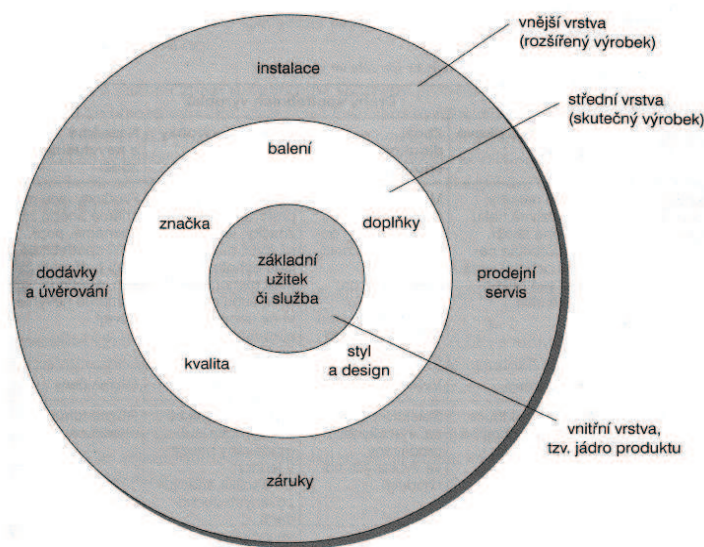 vnější vrstva
(rozšířený výrobek)
instalace
střední vrstva
(skutečný výrobek)
balení
značka
doplňky
základní
užitek
či služba
dodávky
a úvěrování
prodejní
servis
kvalita
styl
a design
vnitřní vrstva,
tzv. jádro produktu
záruky